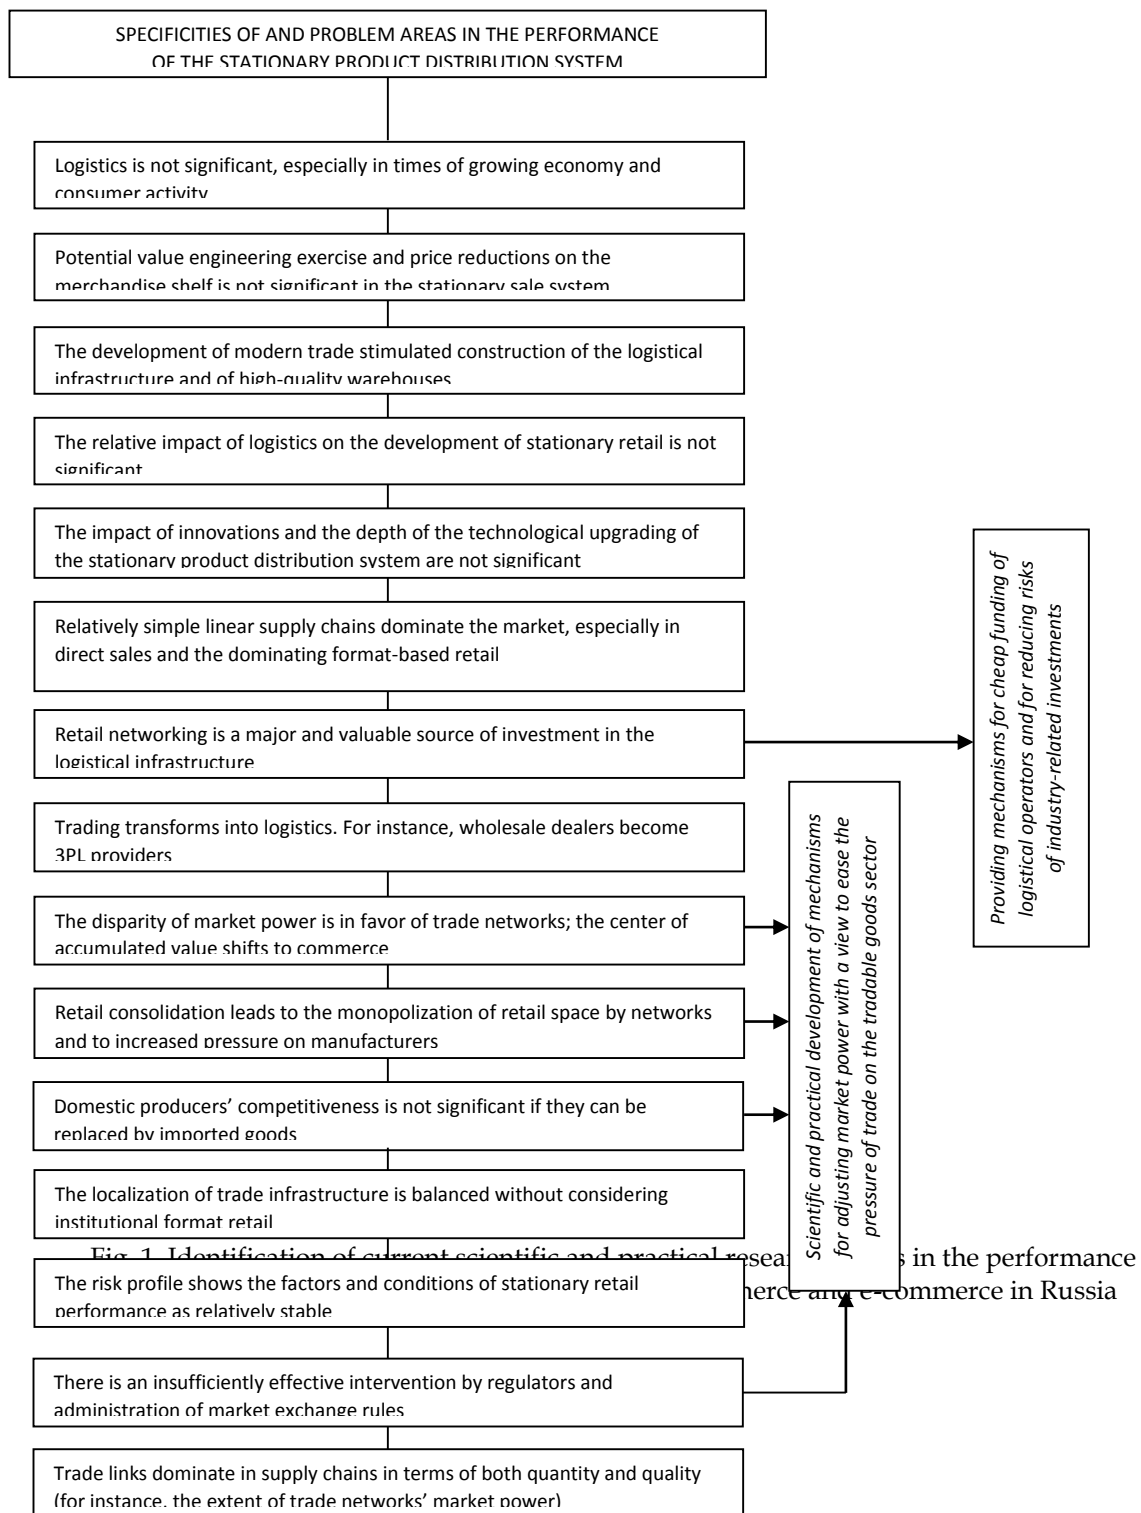 SPECIFICITIES OF AND PROBLEM AREAS IN THE PERFORMANCE
OF THE STATIONARY PRODUCT DISTRIBUTION SYSTEM
Logistics is not significant, especially in times of growing economy and
consumer activity
Potential value engineering exercise and price reductions on the
merchandise shelf is not significant in the stationary sale system
The development of modern trade stimulated construction of the logistical
infrastructure and of high-quality warehouses
The relative impact of logistics on the development of stationary retail is not
significant
The impact of innovations and the depth of the technological upgrading of
the stationary product distribution system are not significant
Relatively simple linear supply chains dominate the market, especially in
direct sales and the dominating format-based retail
Retail networking is a major and valuable source of investment in the
logistical infrastructure
Trading transforms into logistics. For instance, wholesale dealers become
3PL providers
The disparity of market power is in favor of trade networks; the center of
accumulated value shifts to commerce
Retail consolidation leads to the monopolization of retail space by networks
and to increased pressure on manufacturers
Domestic producers' competitiveness is not significant if they can be
replaced by imported goods
The localization of trade infrastructure is balanced without considering
institutional format retail
Fig. 1. Identification of current scientific and practical in the performance
The risk profile shows the factors and conditions of stationary retail
performance as relatively stable
and e-commerce in Russia
There is an insufficiently effective intervention by regulators and
administration of market exchange rules
Trade links dominate in supply chains in terms of both quantity and quality
(for instance, the extent of trade networks' market power)
Scientific and practical development of mechanisms
for adjusting market power with a view to ease the
pressure of trade on the tradable goods sector
Providing mechanisms for cheap funding of
logistical operators and for reducing risks
of industry-related investments